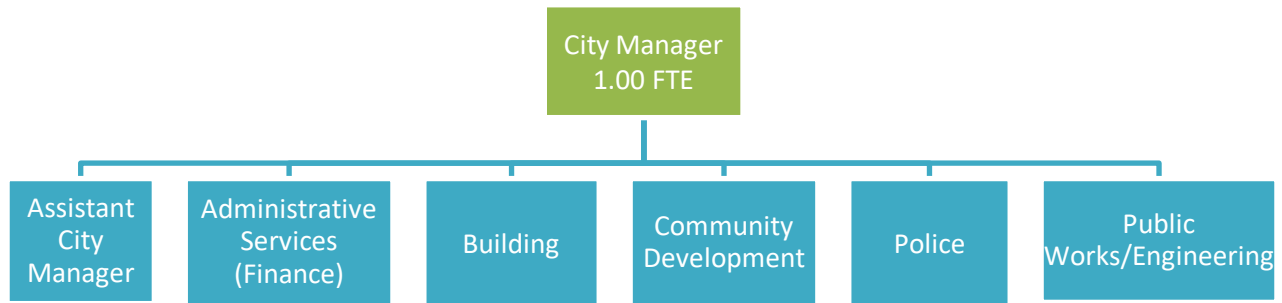 City Manager
1.00 FTE
Assistant
City
Manager
Administrative
Services
(Finance)
Building
Community
Development
Police
Public
Works/Engineering